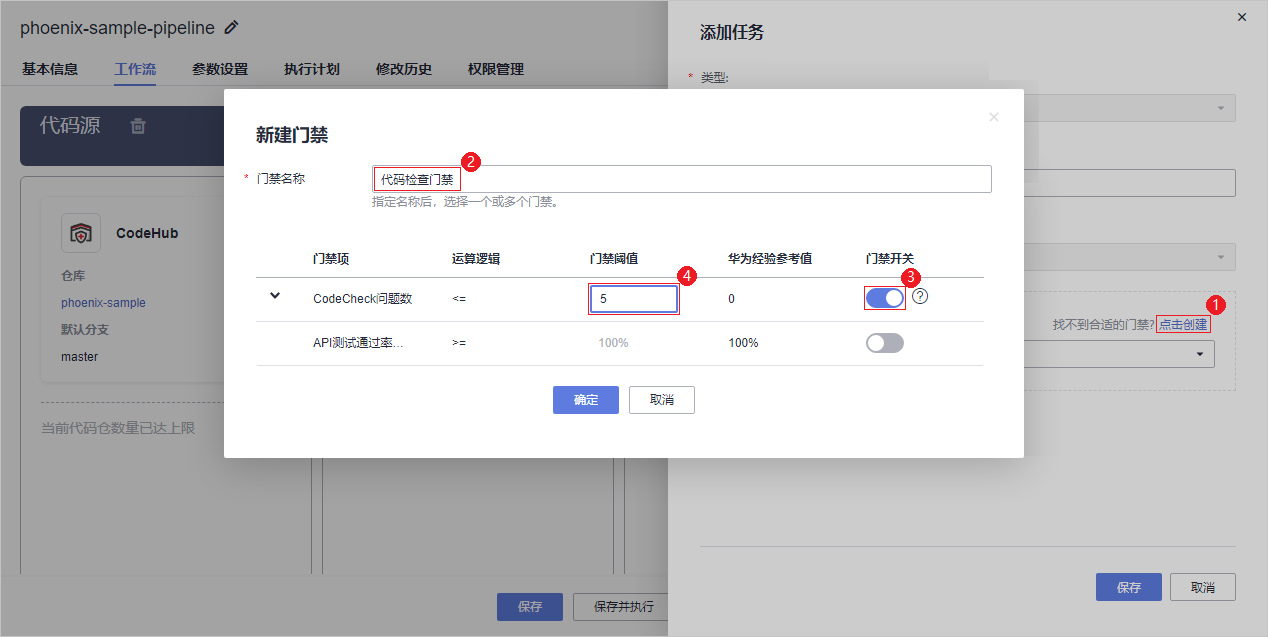 phoenix-sample-pipeline
基本信息 工作流 参数设置 执行计划 修改历史 权限管理
代码源
CodeHub
仓库
phoenix-sample
默认分支
master
当前代码仓数量已达上限
保存 保存并执行
添加任务
* 类型:
找不到合适的门禁? 点击创建
1
保存 取消
新建门禁
* 门禁名称 代码检查门禁
2
指定名称后，选择一个或多个门禁。
门禁项 运算逻辑 门禁阈值 华为经验参考值 门禁开关
4 3
CodeCheck问题数 <= 5 0 ?
API测试通过率... >= 100% 100%
确定 取消